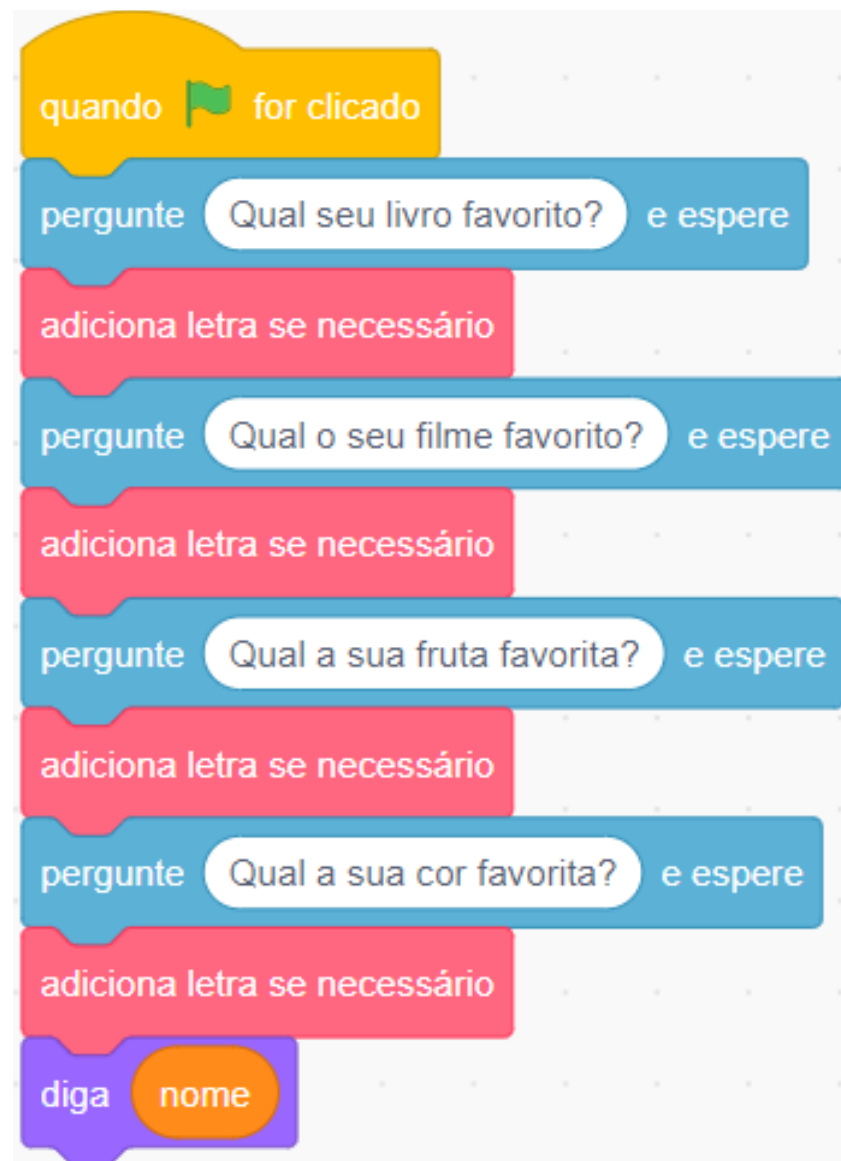 quando for clicado
pergunte Qual seu livro favorito? e espere
adiciona letra se necessário
pergunte Qual o seu filme favorito? e espere
adiciona letra se necessário
pergunte Qual a sua fruta favorita? e espere
adiciona letra se necessário
pergunte Qual a sua cor favorita? e espere
adiciona letra se necessário
diga nome